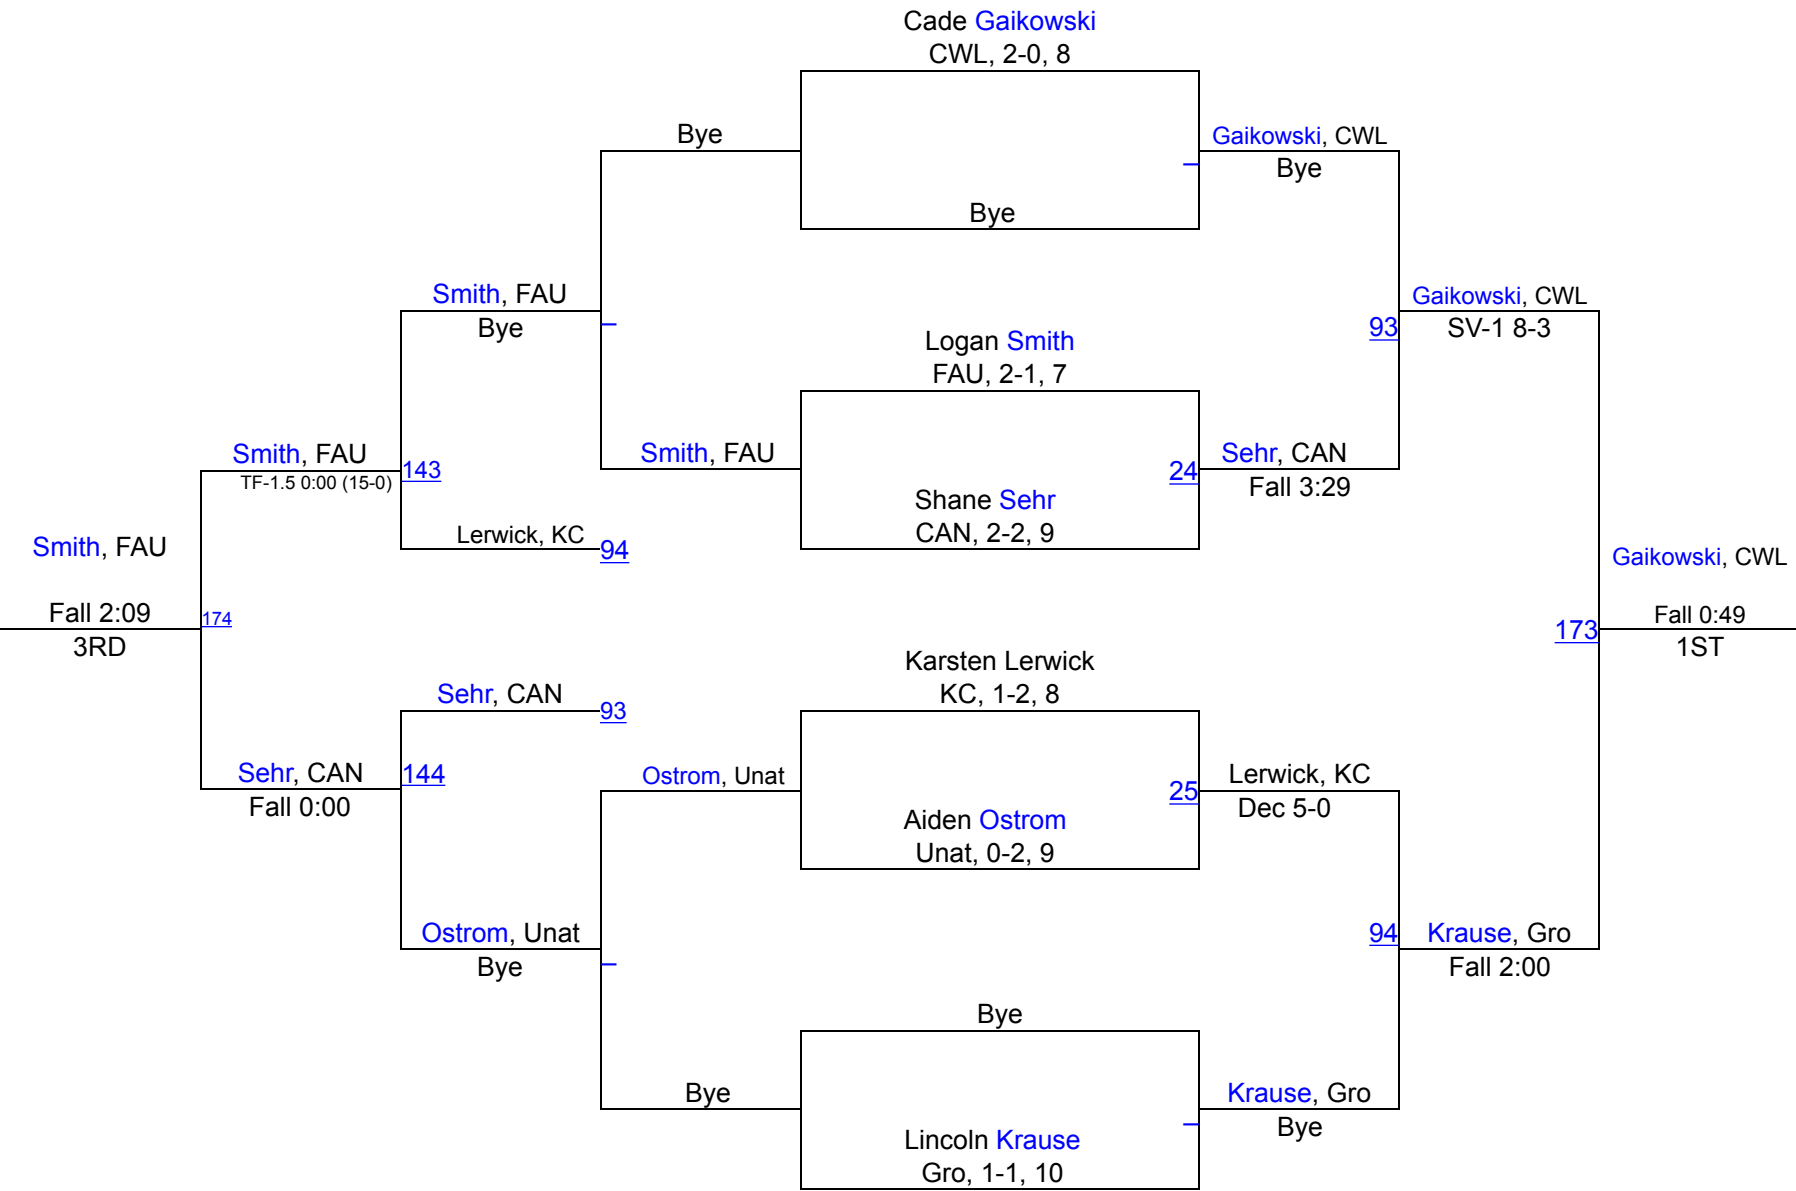 Cade Gaikowski
CWL, 2-0, 8
Bye
Gaikowski, CWL
Bye
Bye
Smith, FAU
Bye
Gaikowski, CWL
93
SV-1 8-3
Logan Smith
FAU, 2-1, 7
Smith, FAU
143
TF-1.5 0:00 (15-0)
Smith, FAU
24
Sehr, CAN
Fall 3:29
Shane Sehr
CAN, 2-2, 9
Lerwick, KC
94
Smith, FAU
Gaikowski, CWL
Fall 2:09
174
3RD
173
Fall 0:49
1ST
Karsten Lerwick
KC, 1-2, 8
Sehr, CAN
93
Sehr, CAN
144
Fall 0:00
Ostrom, Unat
25
Lerwick, KC
Dec 5-0
Aiden Ostrom
Unat, 0-2, 9
Ostrom, Unat
Bye
94
Krause, Gro
Fall 2:00
Bye
Bye
Krause, Gro
Bye
Lincoln Krause
Gro, 1-1, 10